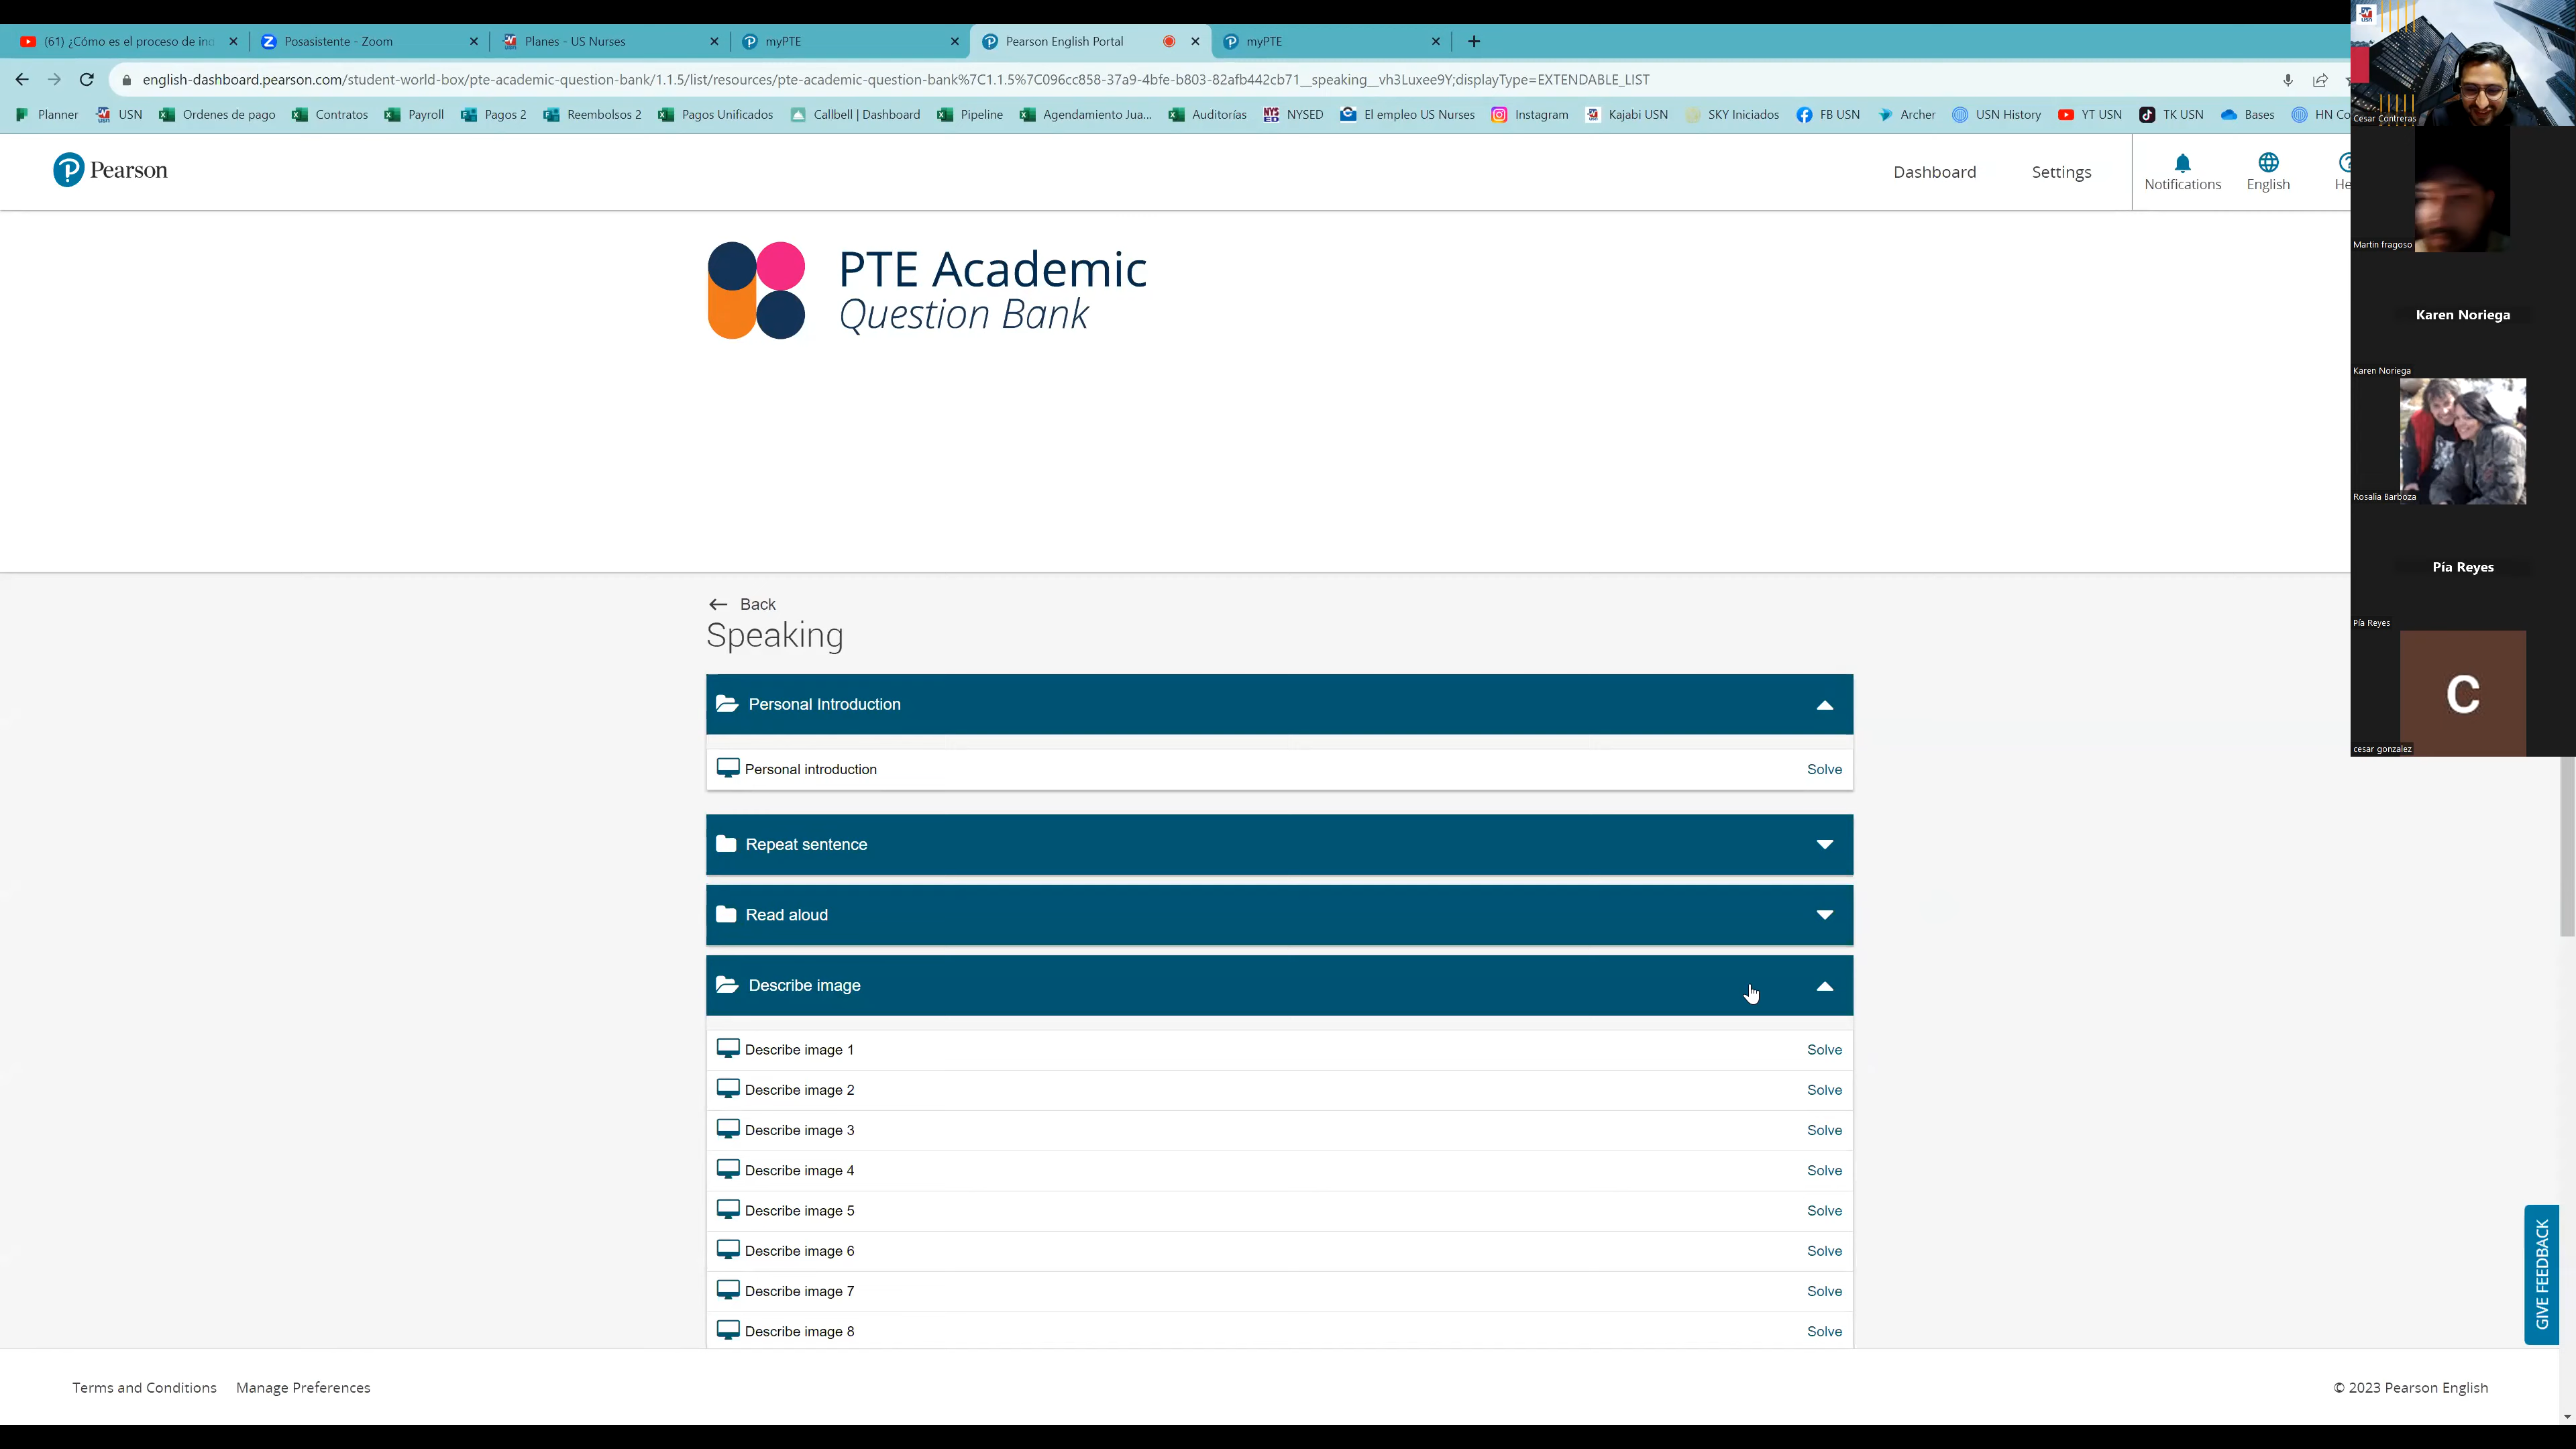 (61) ¿Cómo es el proceso de ind
Posasistente - Zoom
Planes - US Nurses
myPTE
Pearson English Portal
myPTE
english-dashboard.pearson.com/student-world-box/pte-academic-question-bank/1.1.5/list/resources/pte-academic-question-bank%7C1.1.5%7C096cc858-37a9-4bfe-b803-82afb442cb71__speaking__vh3Luxee9Y;displayType=EXTENDABLE_LIST
Planner USN Ordenes de pago Contratos Payroll Pagos 2 Reembolsos 2 Pagos Unificados Callbell | Dashboard Pipeline Agendamiento Jua... Auditorías NYSED El empleo US Nurses Instagram Kajabi USN SKY Iniciados FB USN Archer USN History YT USN TK USN Bases HN Co
Pearson
Dashboard
Settings
Notifications
English
He
PTE Academic
Question Bank
Back
Speaking
Personal Introduction
Personal introduction Solve
Repeat sentence
Read aloud
Describe image
Describe image 1 Solve
Describe image 2 Solve
Describe image 3 Solve
Describe image 4 Solve
Describe image 5 Solve
Describe image 6 Solve
Describe image 7 Solve
Describe image 8 Solve
GIVE FEEDBACK
Terms and Conditions Manage Preferences
© 2023 Pearson English
Cesar Contreras
Martin fragoso
Karen Noriega
Karen Noriega
Rosalia Barboza
Pía Reyes
Pía Reyes
C
cesar gonzalez